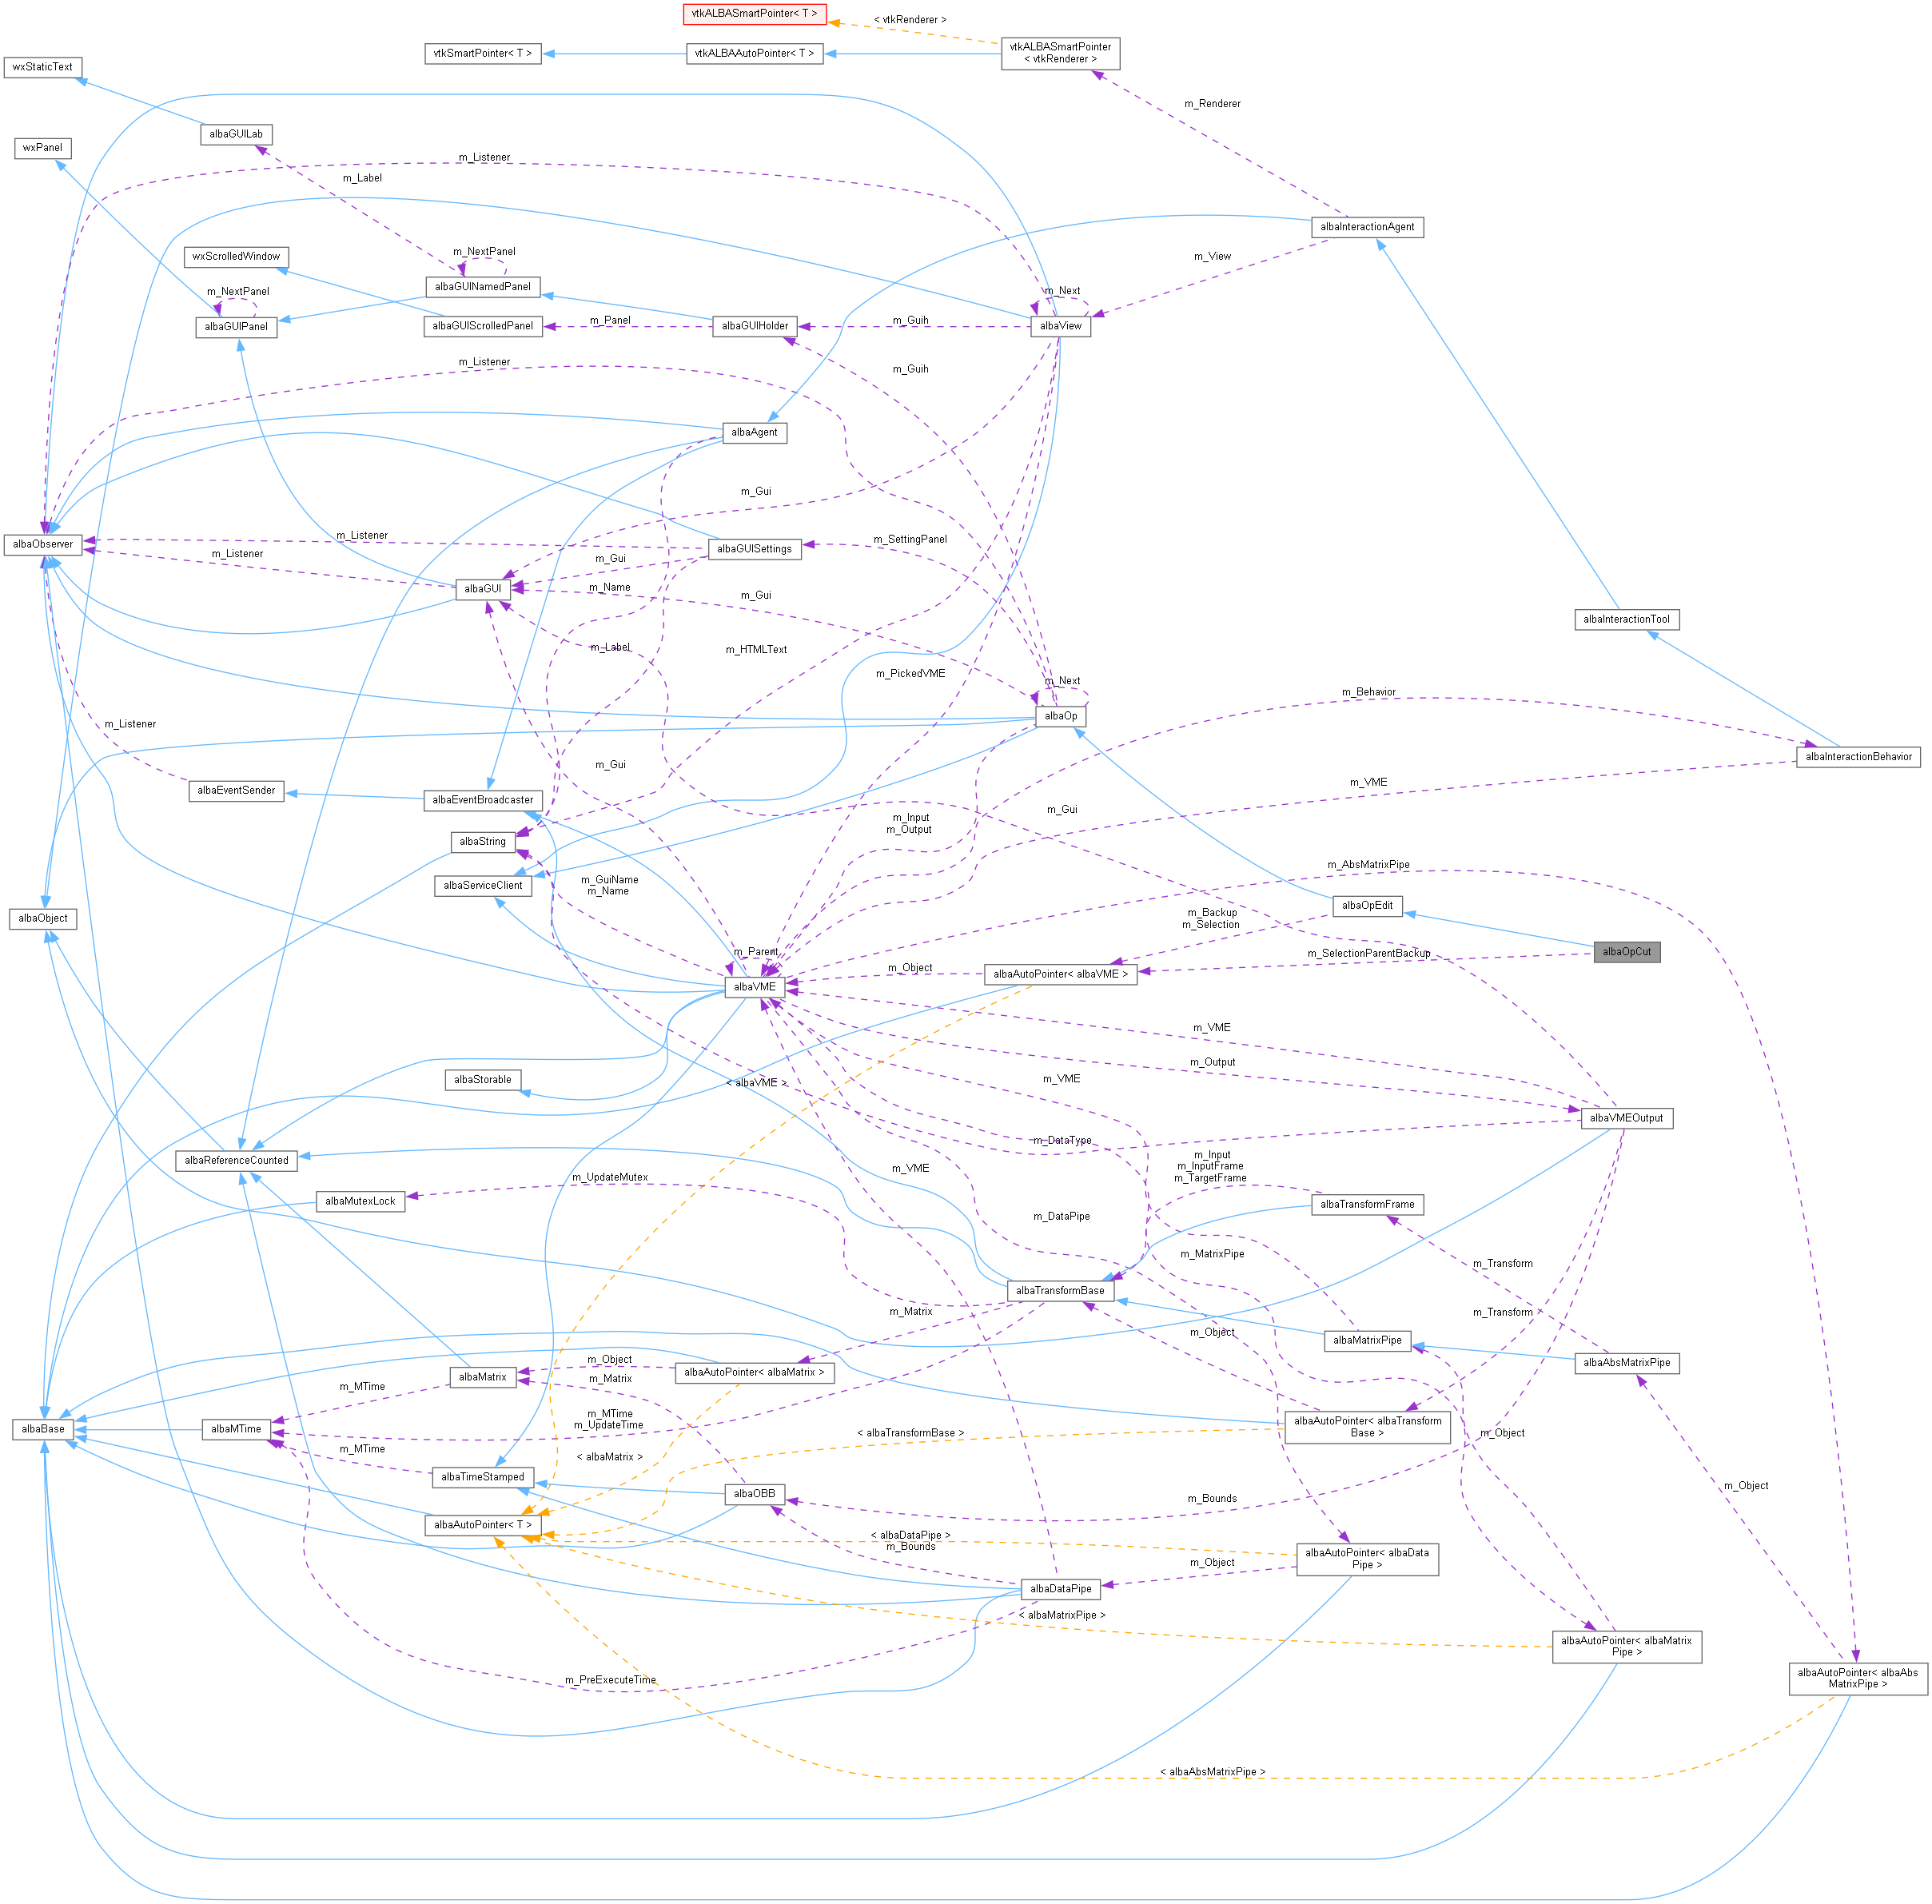 vtkALBASmartPointer< T >
< vtkRenderer >
vtkSmartPointer< T >
vtkALBAAutoPointer< T >
vtkALBASmartPointer
< vtkRenderer >
wxStaticText
m_Renderer
albaGUILab
wxPanel
m_Listener
m_Label
albaInteractionAgent
m_NextPanel
wxScrolledWindow
m_View
albaGUINamedPanel
m_NextPanel
m_Next
albaGUIPanel
albaGUIScrolledPanel
m_Panel
albaGUIHolder
m_Guih
albaView
m_Listener
m_Guih
albaAgent
m_Gui
m_Listener
m_SettingPanel
albaObserver
m_Listener
albaGUISettings
m_Gui
albaGUI
m_Name
m_Gui
albaInteractionTool
m_Label
m_HTMLText
m_PickedVME
m_Next
m_Behavior
albaOp
m_Listener
albaInteractionBehavior
m_Gui
m_VME
albaEventSender
albaEventBroadcaster
m_Gui
m_Input
m_Output
albaString
m_AbsMatrixPipe
m_GuiName
m_Name
albaServiceClient
albaOpEdit
albaObject
m_Backup
m_Selection
m_Parent
m_SelectionParentBackup
albaOpCut
m_Object
albaAutoPointer< albaVME >
albaVME
m_VME
m_Output
albaStorable
< albaVME >
m_VME
albaVMEOutput
m_DataType
albaReferenceCounted
m_UpdateMutex
m_VME
m_Input
m_InputFrame
m_TargetFrame
albaMutexLock
albaTransformFrame
m_DataPipe
m_MatrixPipe
m_Transform
albaTransformBase
m_Matrix
m_Transform
m_Object
albaMatrixPipe
albaAbsMatrixPipe
m_Object
albaMatrix
albaAutoPointer< albaMatrix >
m_MTime
m_Matrix
m_MTime
m_UpdateTime
albaBase
albaMTime
albaAutoPointer< albaTransform
Base >
< albaTransformBase >
m_Object
m_MTime
< albaMatrix >
albaTimeStamped
m_Object
albaOBB
m_Bounds
albaAutoPointer< T >
< albaDataPipe >
m_Bounds
albaAutoPointer< albaData
Pipe >
m_Object
albaDataPipe
< albaMatrixPipe >
albaAutoPointer< albaMatrix
Pipe >
m_PreExecuteTime
albaAutoPointer< albaAbs
MatrixPipe >
< albaAbsMatrixPipe >